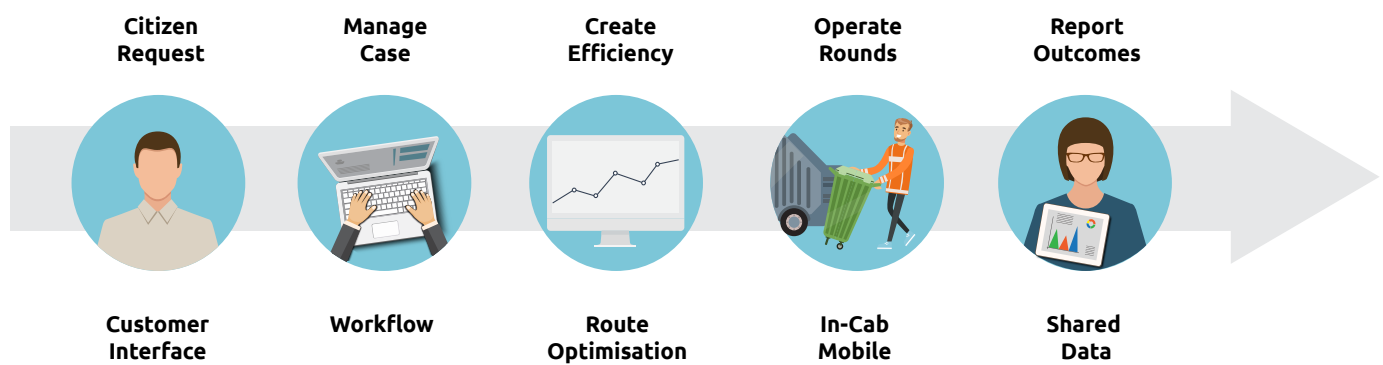 Citizen
Request
Manage
Case
Create
Efficiency
Operate
Rounds
Report
Outcomes
Customer
Interface
Workflow
Route
Optimisation
In-Cab
Mobile
Shared
Data